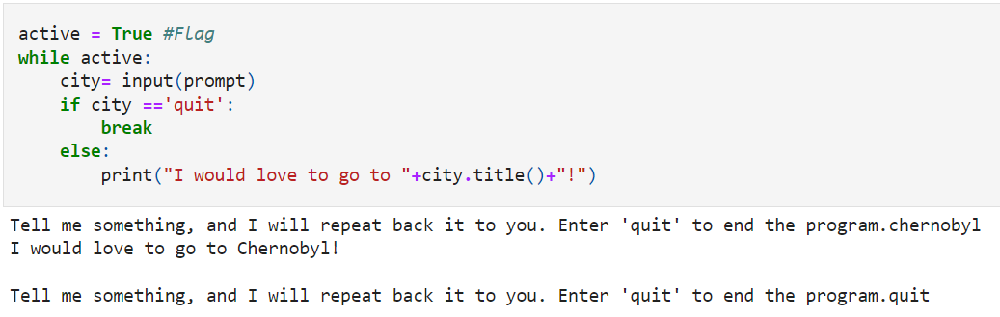 active = True #Flag
while active:
    city= input(prompt)
    if city =='quit':
        break
    else:
        print("I would love to go to "+city.title()+"!")
Tell me something, and I will repeat back it to you. Enter 'quit' to end the program.chernobyl
I would love to go to Chernobyl!
Tell me something, and I will repeat back it to you. Enter 'quit' to end the program.quit